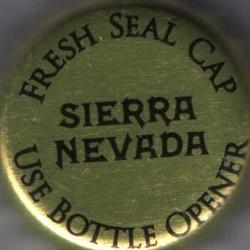 FRESH SEAL CAP
SIERRA
NEVADA
USE BOTTLE OPENER